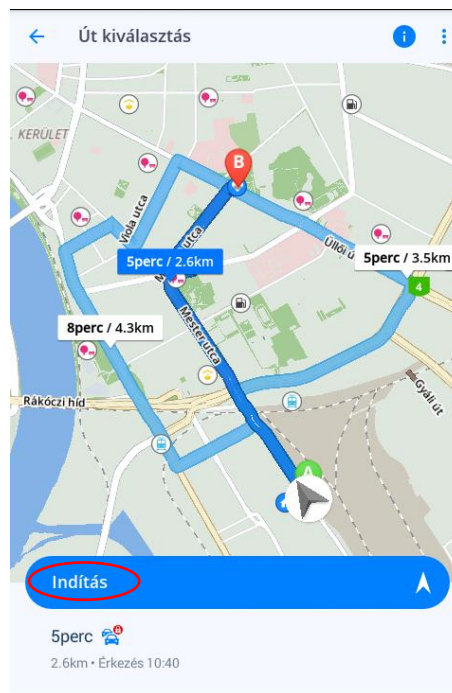 Út kiválasztás
KERÜLET
B
Viola utca
utca
Üllői
5perc / 2.6km
5perc / 3.5km
4
8perc / 4.3km
Mester utca
Rákóczi híd
Gyáli út
A
Indítás
5perc
2.6km • Érkezés 10:40